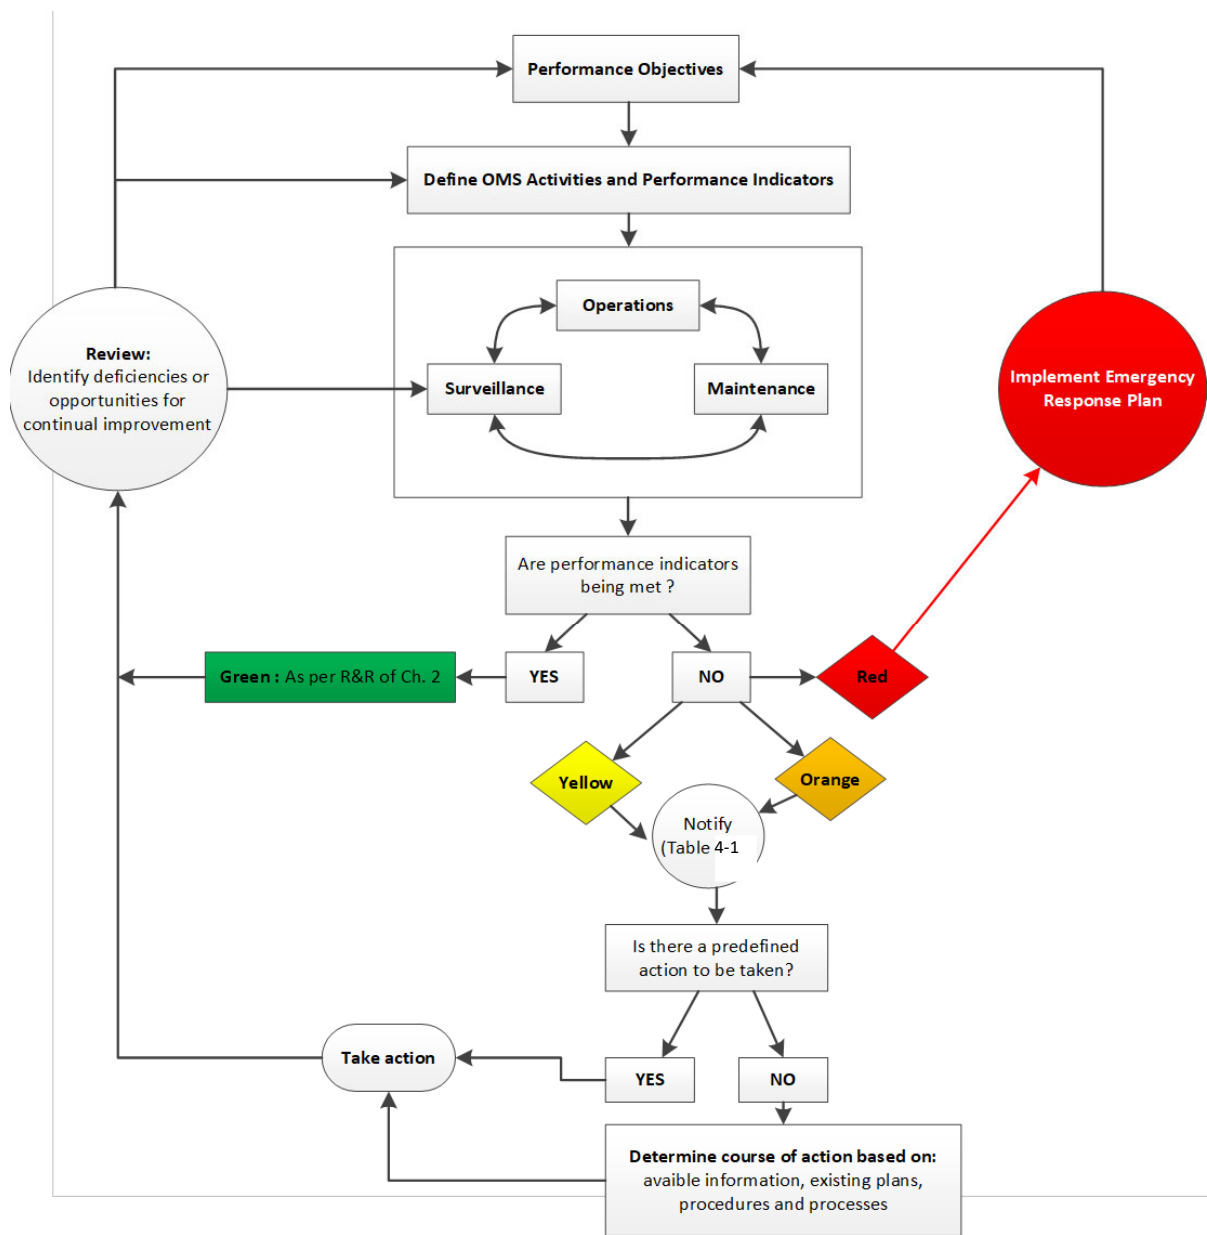 Performance Objectives
Define OMS Activities and Performance Indicators
Operations
Surveillance
Maintenance
Review:
Identify deficiencies or
opportunities for
continual improvement
Implement Emergency
Response Plan
Are performance indicators
being met ?
Green : As per R&R of Ch. 2
YES
NO
Red
Yellow
Orange
Notify
(Table 4-1
Is there a predefined
action to be taken?
Take action
YES
NO
Determine course of action based on:
avaible information, existing plans,
procedures and processes